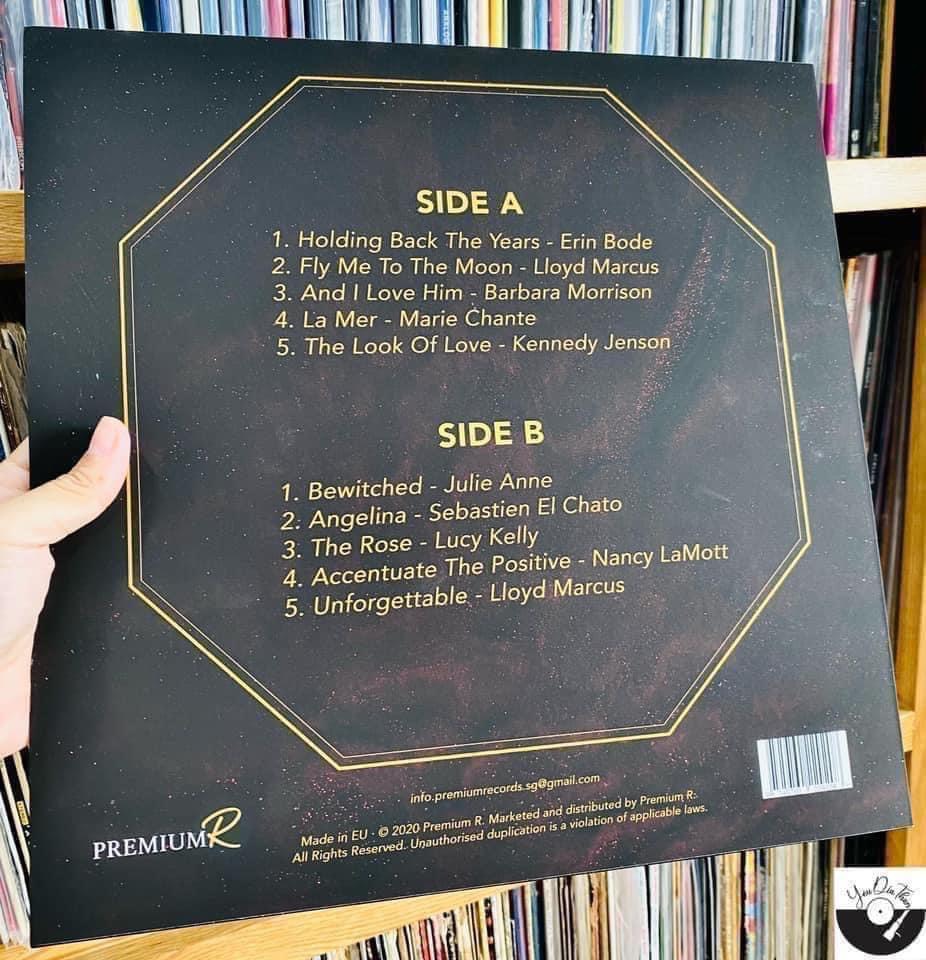 SIDE A
1. Holding Back The Years - Erin Bode
2. Fly Me To The Moon - Lloyd Marcus
3. And I Love Him - Barbara Morrison
4. La Mer - Marie Chante
5. The Look Of Love - Kennedy Jenson
SIDE B
1. Bewitched - Julie Anne
2. Angelina - Sebastien El Chato
3. The Rose - Lucy Kelly
4. Accentuate The Positive - Nancy LaMott
5. Unforgettable - Lloyd Marcus
info.premiumrecords.sg@gmail.com
Made in EU · © 2020 Premium R. Marketed and distributed by Premium R.
All Rights Reserved. Unauthorised duplication is a violation of applicable laws.
PREMIUM R